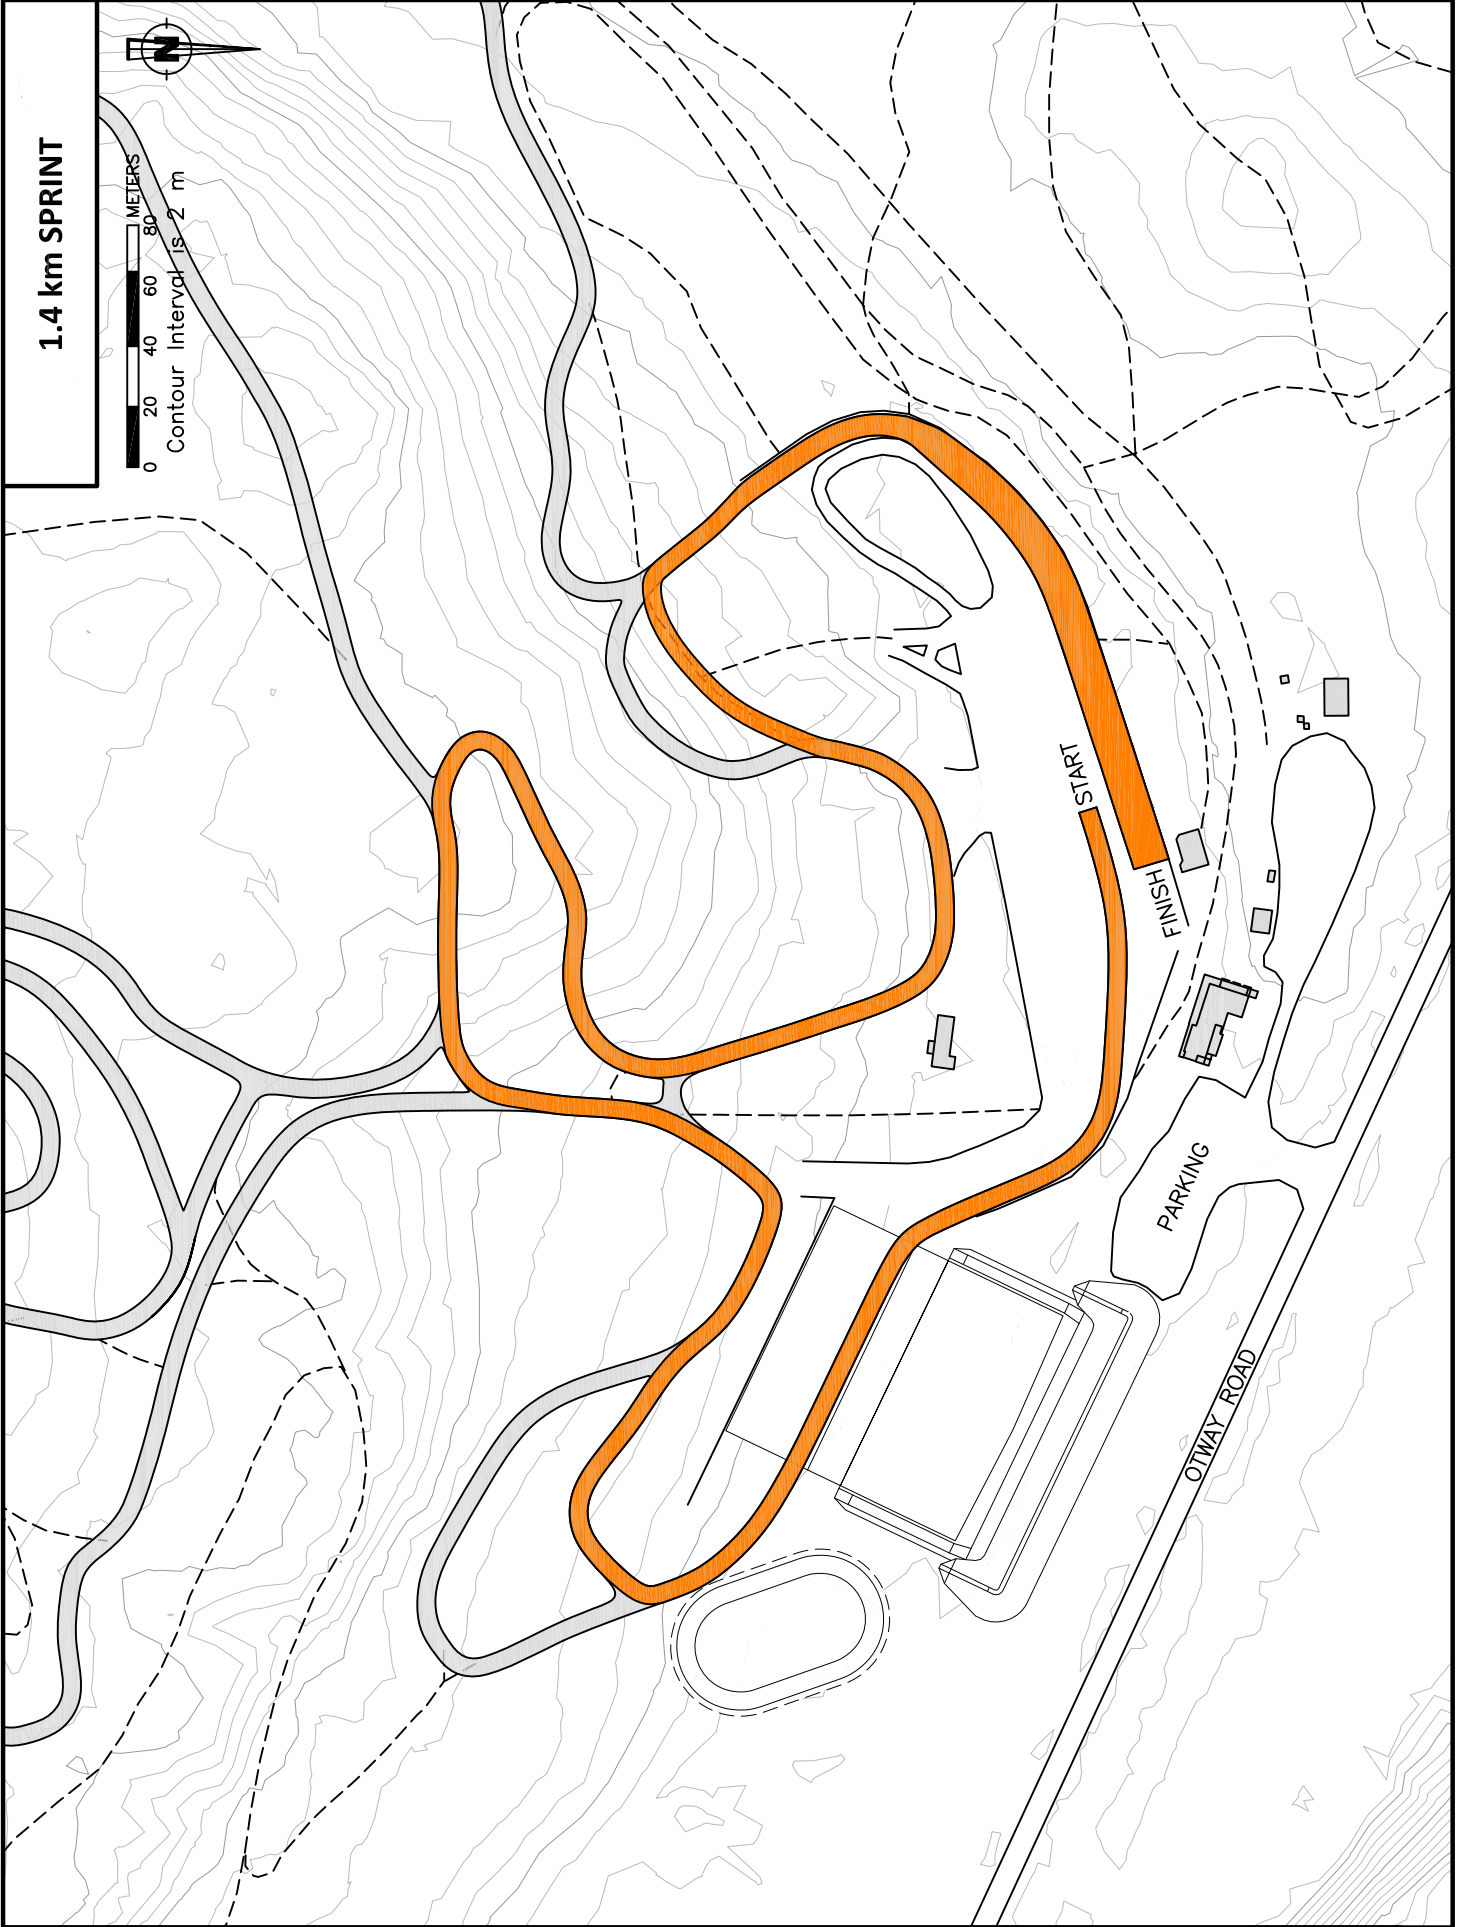 1.4 km SPRINT
N
0 20 40 60 80 METERS
Contour Interval is 2 m
START
FINISH
PARKING
OTWAY ROAD